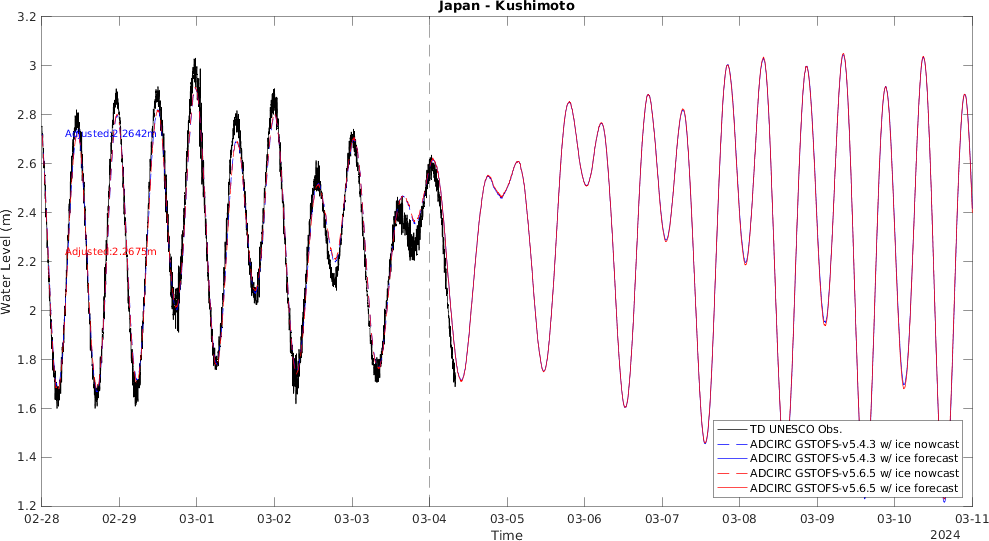 Japan - Kushimoto
Water Level (m)
3.2
3
2.8
2.6
2.4
2.2
2
1.8
1.6
1.4
1.2
Adjusted:2.2642m
Adjusted:2.2675m
TD UNESCO Obs.
ADCIRC GSTOFS-v5.4.3 w/ ice nowcast
ADCIRC GSTOFS-v5.4.3 w/ ice forecast
ADCIRC GSTOFS-v5.6.5 w/ ice nowcast
ADCIRC GSTOFS-v5.6.5 w/ ice forecast
02-28 02-29 03-01 03-02 03-03 03-04 03-05 03-06 03-07 03-08 03-09 03-10 03-11
Time
2024